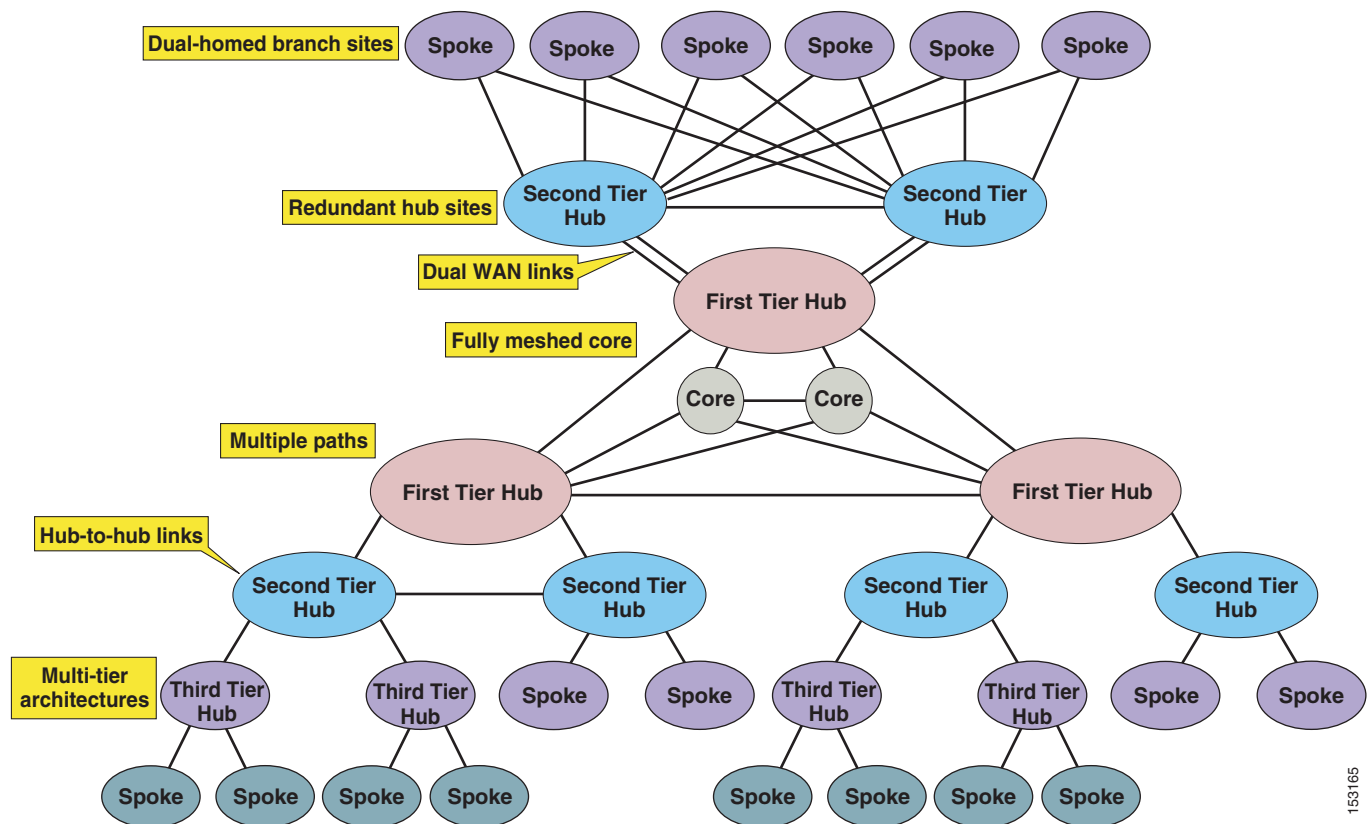 Dual-homed branch sites
Spoke
Spoke
Spoke
Spoke
Spoke
Spoke
Redundant hub sites
Second Tier
Hub
Second Tier
Hub
Dual WAN links
First Tier Hub
Fully meshed core
Core
Core
Multiple paths
First Tier Hub
First Tier Hub
Hub-to-hub links
Second Tier
Hub
Second Tier
Hub
Second Tier
Hub
Second Tier
Hub
Multi-tier
architectures
Third Tier
Hub
Third Tier
Hub
Spoke
Spoke
Third Tier
Hub
Third Tier
Hub
Spoke
Spoke
Spoke
Spoke
Spoke
Spoke
Spoke
Spoke
Spoke
Spoke
153165